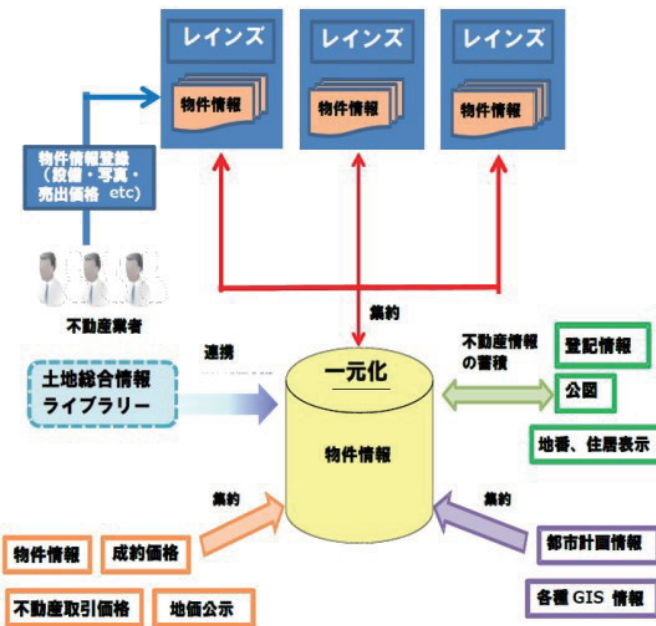 レインズ
レインズ
レインズ
物件情報
物件情報
物件情報
物件情報登録
(設備・写真・
売出価格 etc)
不動産業者
集約
連携
土地総合情報
ライブラリー
一元化
物件情報
不動産情報
の蓄積
登記情報
公図
地番、住居表示
集約
集約
物件情報
成約価格
不動産取引価格
地価公示
都市計画情報
各種GIS 情報